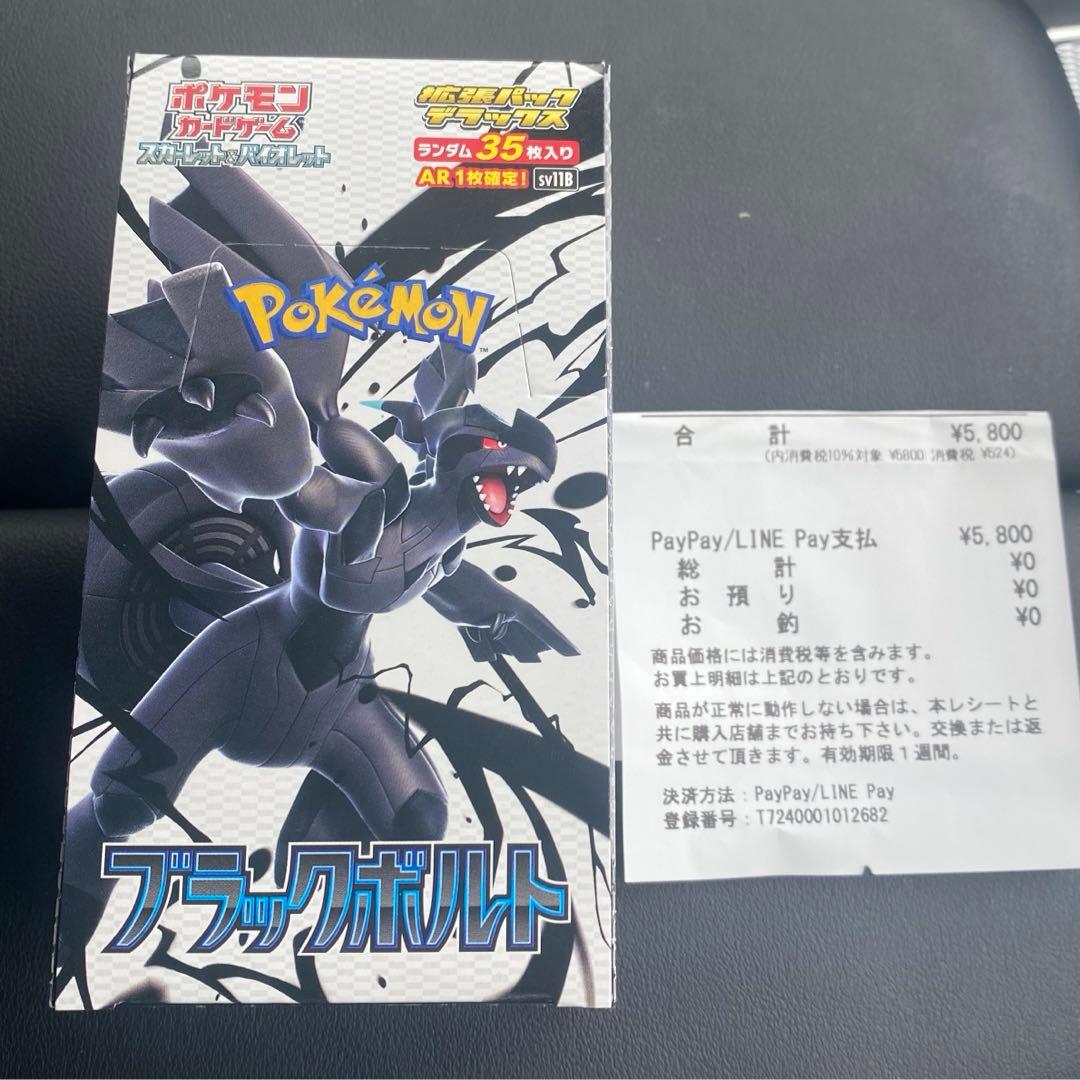 ポケモン
カードゲーム
スカーレット&バイオレット
拡張パック
デラックス
ランダム35枚入り
AR1枚確定! SV11B
POKéMON
TM
ブラックボルト
合計 ¥5,800
(内消費税10%対象 ¥5800 消費税 ¥524)
PayPay/LINE Pay支払 ¥5,800
総計 ¥0
お預り ¥0
お釣 ¥0
商品価格には消費税等を含みます。
お買上明細は上記のとおりです。
商品が正常に動作しない場合は、本レシートと
共に購入店舗までお持ち下さい。交換または返
金させて頂きます。有効期限1週間。
決済方法:PayPay/LINE Pay
登録番号:T7240001012682